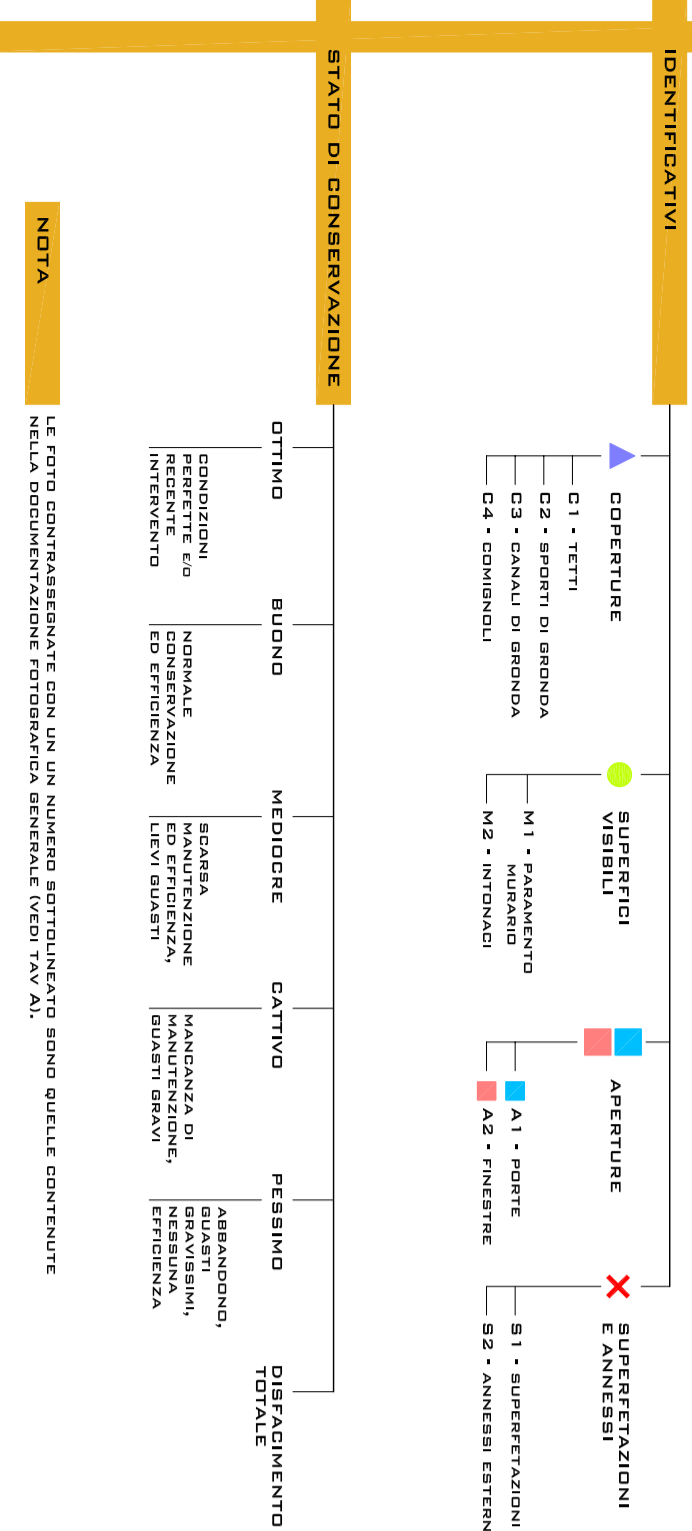 IDENTIFICATIVI
COPERTURE
C1 - TETTI
C2 - SPORTI DI GRONDA
C3 - CANALI DI GRONDA
C4 - COMIGNOLI
SUPERFICI
VISIBILI
M1 - PARAMENTO
MURARIO
M2 - INTONACI
APERTURE
A1 - PORTE
A2 - FINESTRE
SUPERFETAZIONI
E ANNESSI
S1 - SUPERFETAZIONI
S2 - ANNESSI ESTERN
STATO DI CONSERVAZIONE
OTTIMO
CONDIZIONI
PERFETTE E/O
RECENTE
INTERVENTO
BUONO
NORMALE
CONSERVAZIONE
ED EFFICIENZA
MEDIOCRE
SCARSA
MANUTENZIONE
ED EFFICIENZA,
LIEVI GUASTI
CATTIVO
MANCANZA DI
MANUTENZIONE,
GUASTI GRAVI
PESSIMO
ABBANDONO,
GUASTI
GRAVISSIMI,
NESSUNA
EFFICIENZA
DISFACIMENTO
TOTALE
NOTA
LE FOTO CONTRASSEGNATE CON UN UN NUMERO SOTTOLINEATO SONO QUELLE CONTENUTE
NELLA DOCUMENTAZIONE FOTOGRAFICA GENERALE (VEDI TAV A).